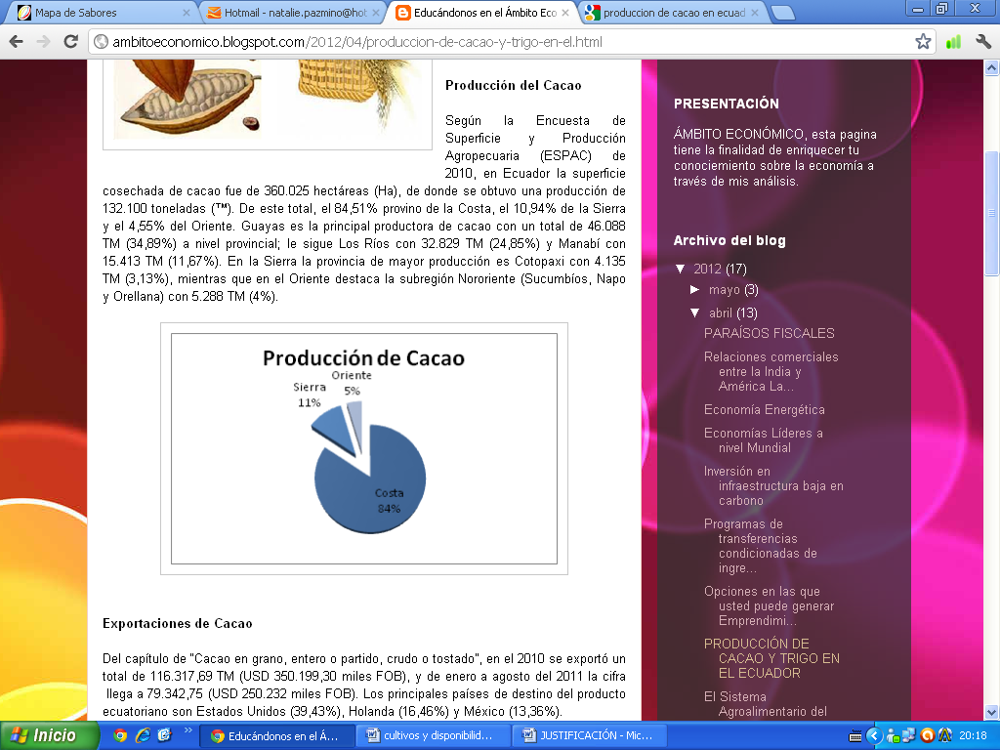 Mapa de Sabores
Hotmail - natalie.pazmino@hot
Educándonos en el Ámbito Eco
produccion de cacao en ecuad
ambitoeconomico.blogspot.com/2012/04/produccion-de-cacao-y-trigo-en-el.html
Producción del Cacao
Según la Encuesta de
Superficie y Producción
Agropecuaria (ESPAC) de
2010, en Ecuador la superficie
cosechada de cacao fue de 360.025 hectáreas (Ha), de donde se obtuvo una producción de
132.100 toneladas (™). De este total, el 84,51% provino de la Costa, el 10,94% de la Sierra
y el 4,55% del Oriente. Guayas es la principal productora de cacao con un total de 46.088
TM (34,89%) a nivel provincial; le sigue Los Ríos con 32.829 TM (24,85%) y Manabí con
15.413 TM (11,67%). En la Sierra la provincia de mayor producción es Cotopaxi con 4.135
TM (3,13%), mientras que en el Oriente destaca la subregión Nororiente (Sucumbíos, Napo
y Orellana) con 5.288 TM (4%).
Producción de Cacao
Oriente
5%
Sierra
11%
Costa
84%
Exportaciones de Cacao
Del capítulo de "Cacao en grano, entero o partido, crudo o tostado", en el 2010 se exportó un
total de 116.317,69 TM (USD 350.199,30 miles FOB), y de enero a agosto del 2011 la cifra
llega a 79.342,75 (USD 250.232 miles FOB). Los principales países de destino del producto
ecuatoriano son Estados Unidos (39,43%), Holanda (16,46%) y México (13,36%).
PRESENTACIÓN
ÁMBITO ECONÓMICO, esta pagina
tiene la finalidad de enriquecer tu
conociemiento sobre la economía a
través de mis análisis.
Archivo del blog
▼ 2012 (17)
► mayo (3)
▼ abril (13)
PARAÍSOS FISCALES
Relaciones comerciales
entre la India y
América La...
Economía Energética
Economías Líderes a
nivel Mundial
Inversión en
infraestructura baja en
carbono
Programas de
transferencias
condicionadas de
ingre...
Opciones en las que
usted puede generar
Emprendimi...
PRODUCCIÓN DE
CACAO Y TRIGO EN
EL ECUADOR
El Sistema
Agroalimentario del
Inicio
Educándonos en el Á...
cultivos y disponibilid...
JUSTIFICACIÓN - Mic...
20:18